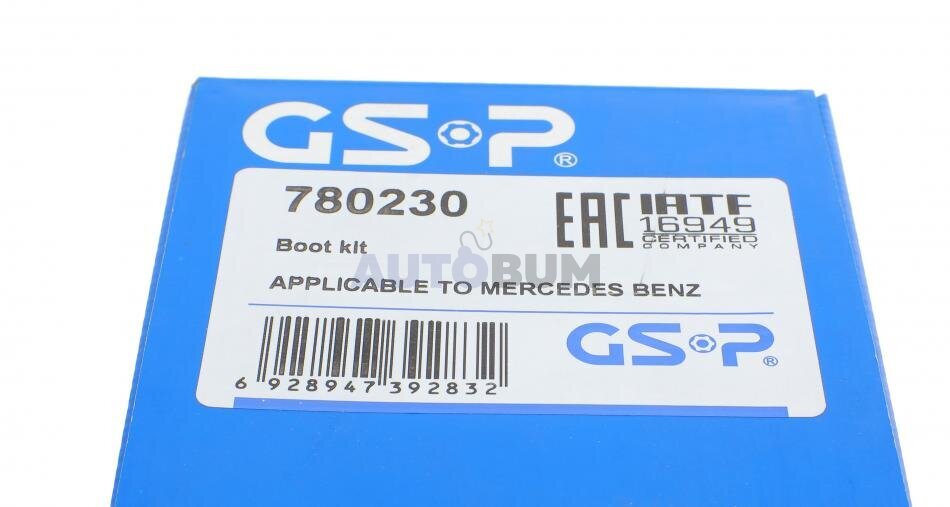 GSP®
780230
EAC
IATF
16949
CERTIFIED
COMPANY
Boot kit
AUTOBUM
APPLICABLE TO MERCEDES BENZ
GSP®
6 928947 392832